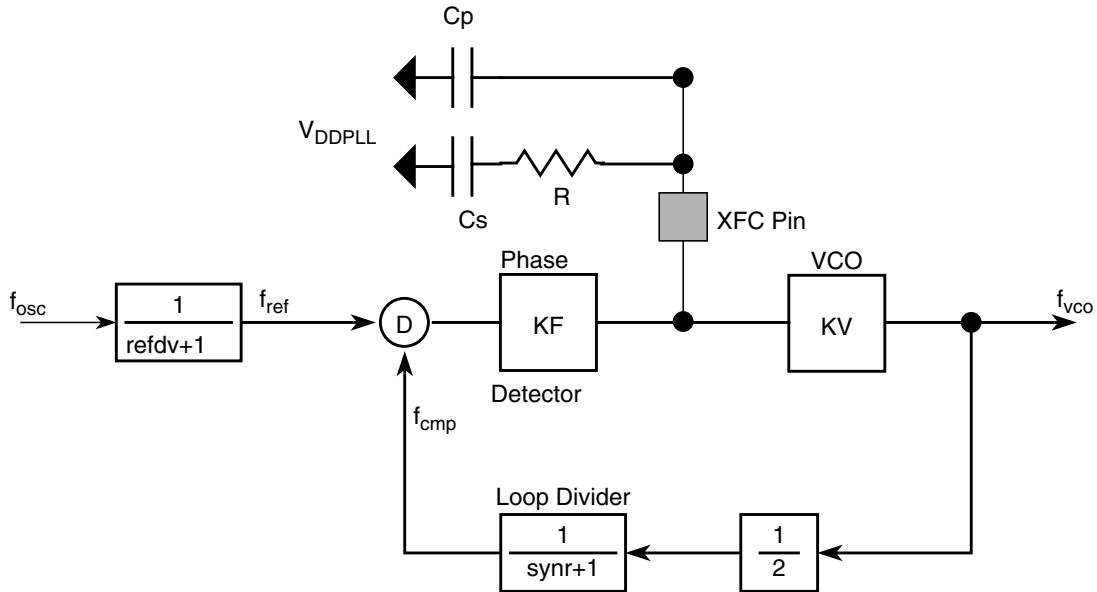 Cp
V_DDPLL
R
Cs
XFC Pin
Phase
VCO
f_osc
1
refdv+1
f_ref
D
KF
KV
f_vco
Detector
f_cmp
Loop Divider
1
synr+1
1
2